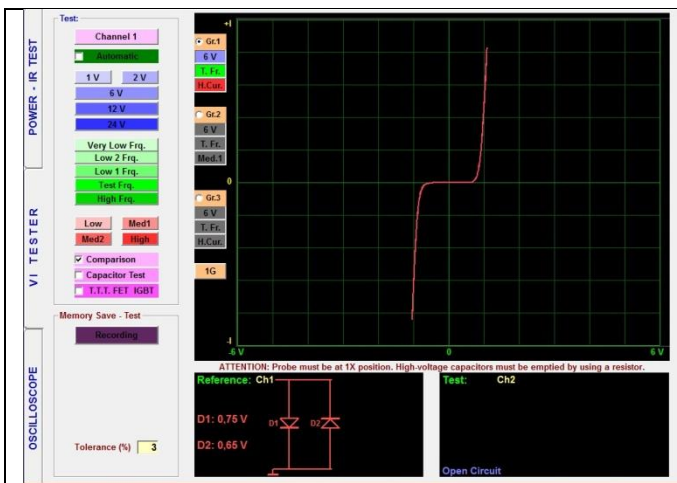 POWER - IR TEST
VI TESTER
OSCILLOSCOPE
Test:
Channel 1
Automatic
1 V
2 V
6 V
12 V
24 V
Very Low Frq.
Low 2 Frq.
Low 1 Frq.
Test Frq.
High Frq.
Low
Med1
Med2
High
Comparison
Capacitor Test
T.T.T. FET IGBT
Memory Save - Test
Recording
Tolerance (%) 3
Gr.1
6 V
T. Fr.
H.Cur.
Gr.2
6 V
T. Fr.
Med.1
Gr.3
6 V
T. Fr.
H.Cur.
1G
+I
0
-I
-6 V
0
6 V
ATTENTION: Probe must be at 1X position. High-voltage capacitors must be emptied by using a resistor.
Reference: Ch1
D1: 0,75 V
D2: 0,65 V
D1
D2
Test: Ch2
Open Circuit